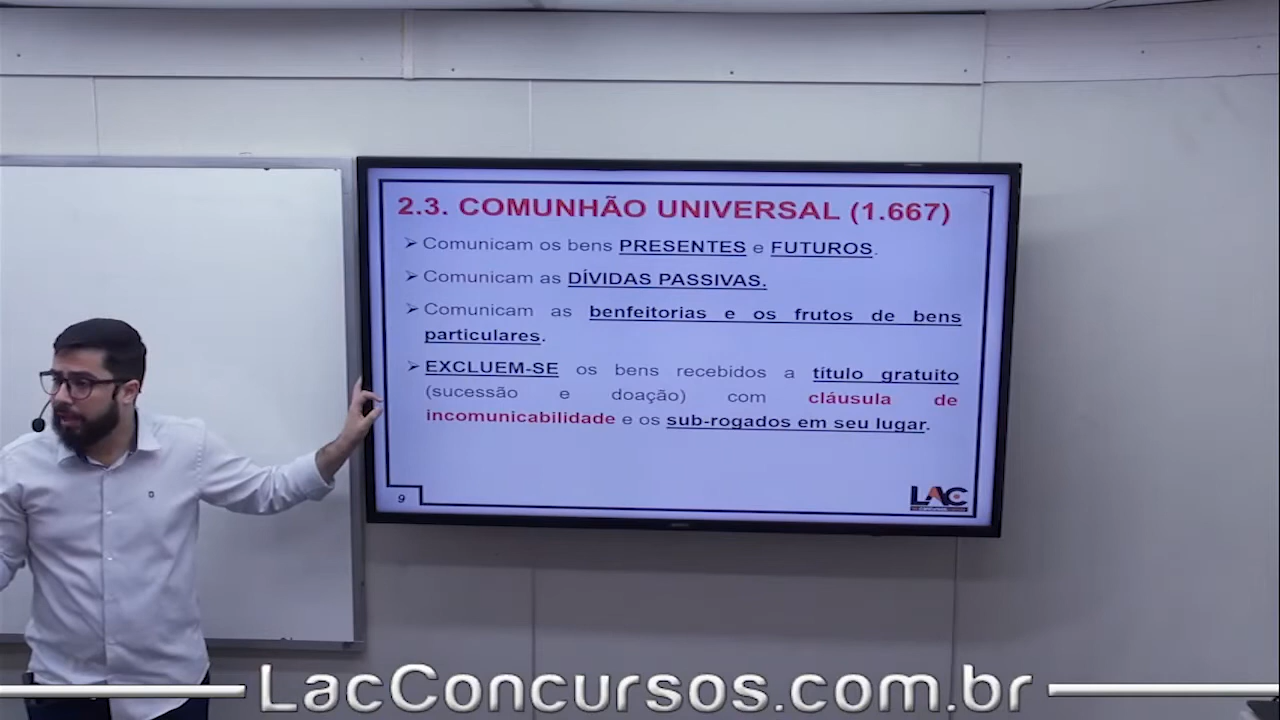 2.3. COMUNHÃO UNIVERSAL (1.667)
➢ Comunicam os bens PRESENTES e FUTUROS.
➢ Comunicam as DÍVIDAS PASSIVAS.
➢ Comunicam as benfeitorias e os frutos de bens
particulares.
➢ EXCLUEM-SE os bens recebidos a título gratuito
(sucessão e doação) com cláusula de
incomunicabilidade e os sub-rogados em seu lugar.
9
LAC
LacConcursos.com.br